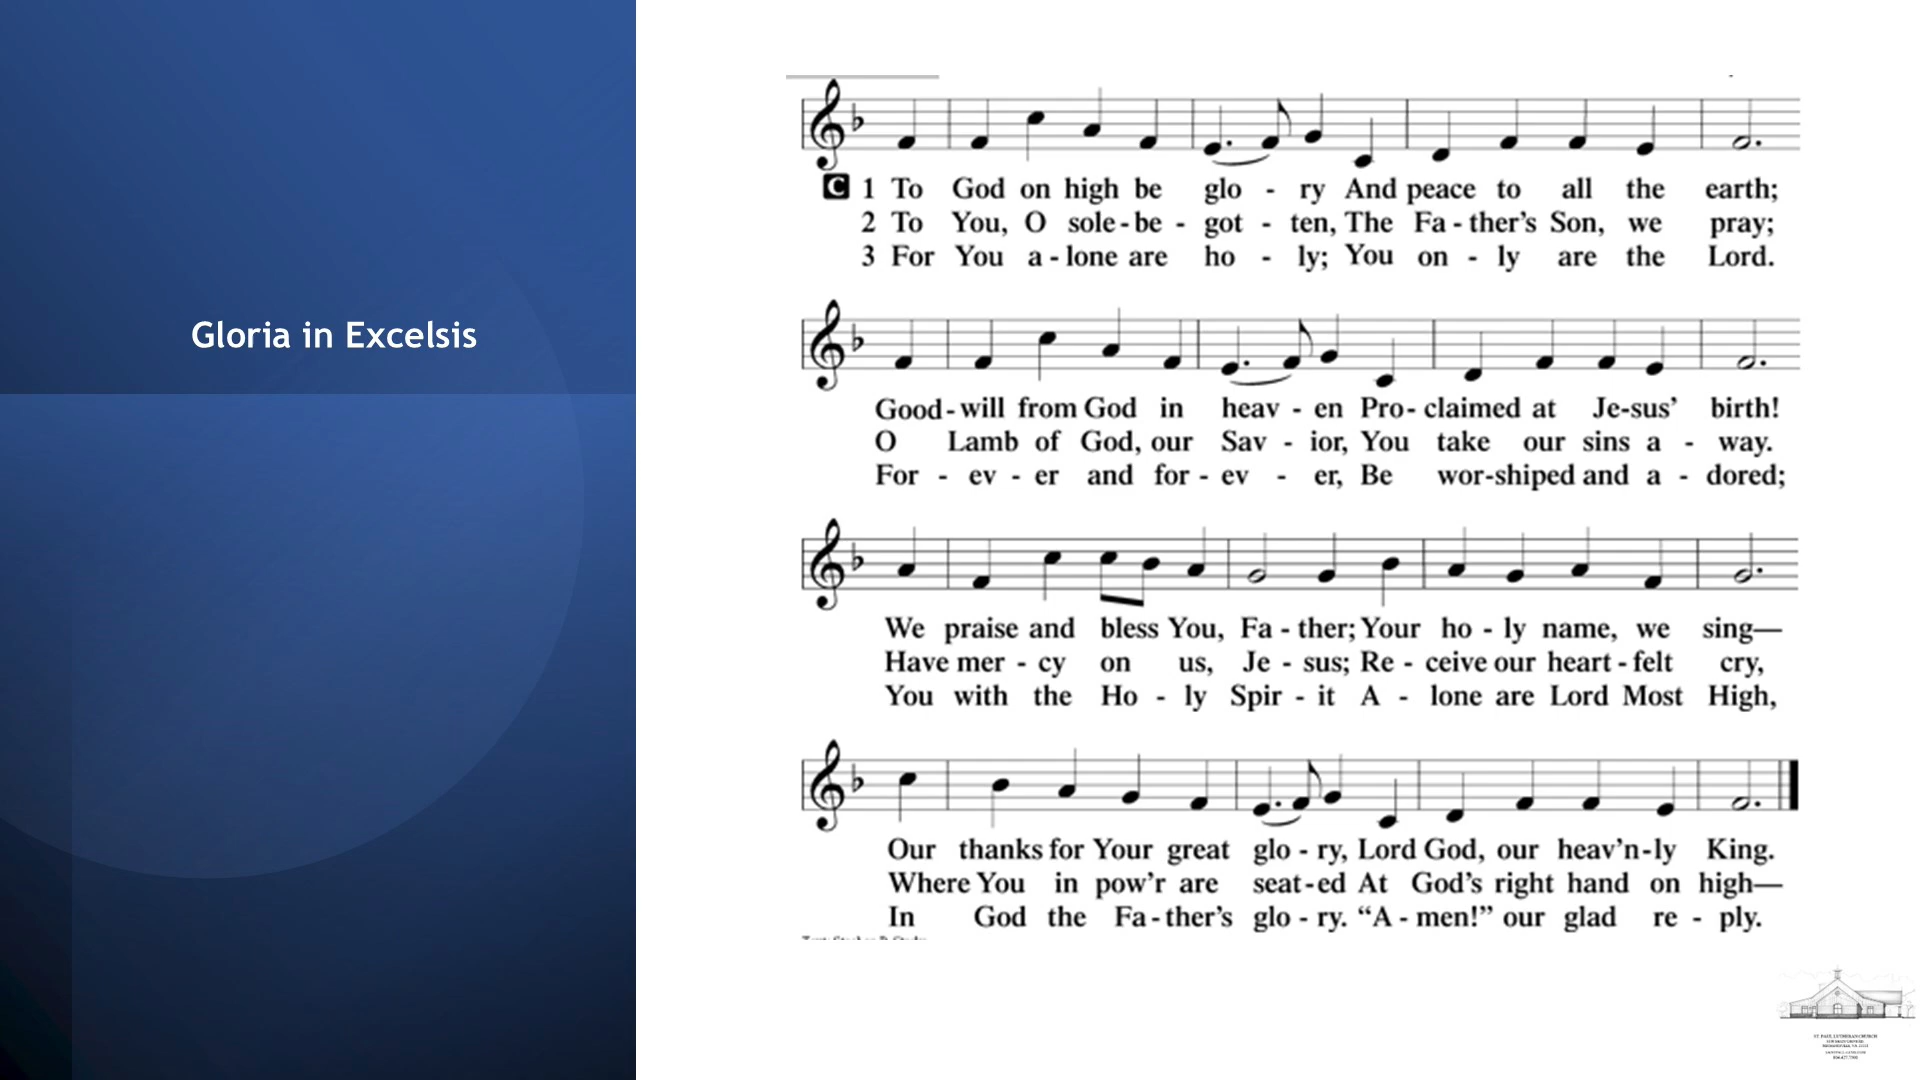 Gloria in Excelsis
C 1 To God on high be glo - ry And peace to all the earth;
2 To You, O sole - be - got - ten, The Fa - ther's Son, we pray;
3 For You a - lone are ho - ly; You on - ly are the Lord.
Good - will from God in heav - en Pro - claimed at Je - sus' birth!
O Lamb of God, our Sav - ior, You take our sins a - way.
For - ev - er and for - ev - er, Be wor - shiped and a - dored;
We praise and bless You, Fa - ther; Your ho - ly name, we sing—
Have mer - cy on us, Je - sus; Re - ceive our heart - felt cry,
You with the Ho - ly Spir - it A - lone are Lord Most High,
Our thanks for Your great glo - ry, Lord God, our heav'n - ly King.
Where You in pow'r are seat - ed At God's right hand on high—
In God the Fa - ther's glo - ry. “A - men!” our glad re - ply.
ST. PAUL LUTHERAN CHURCH